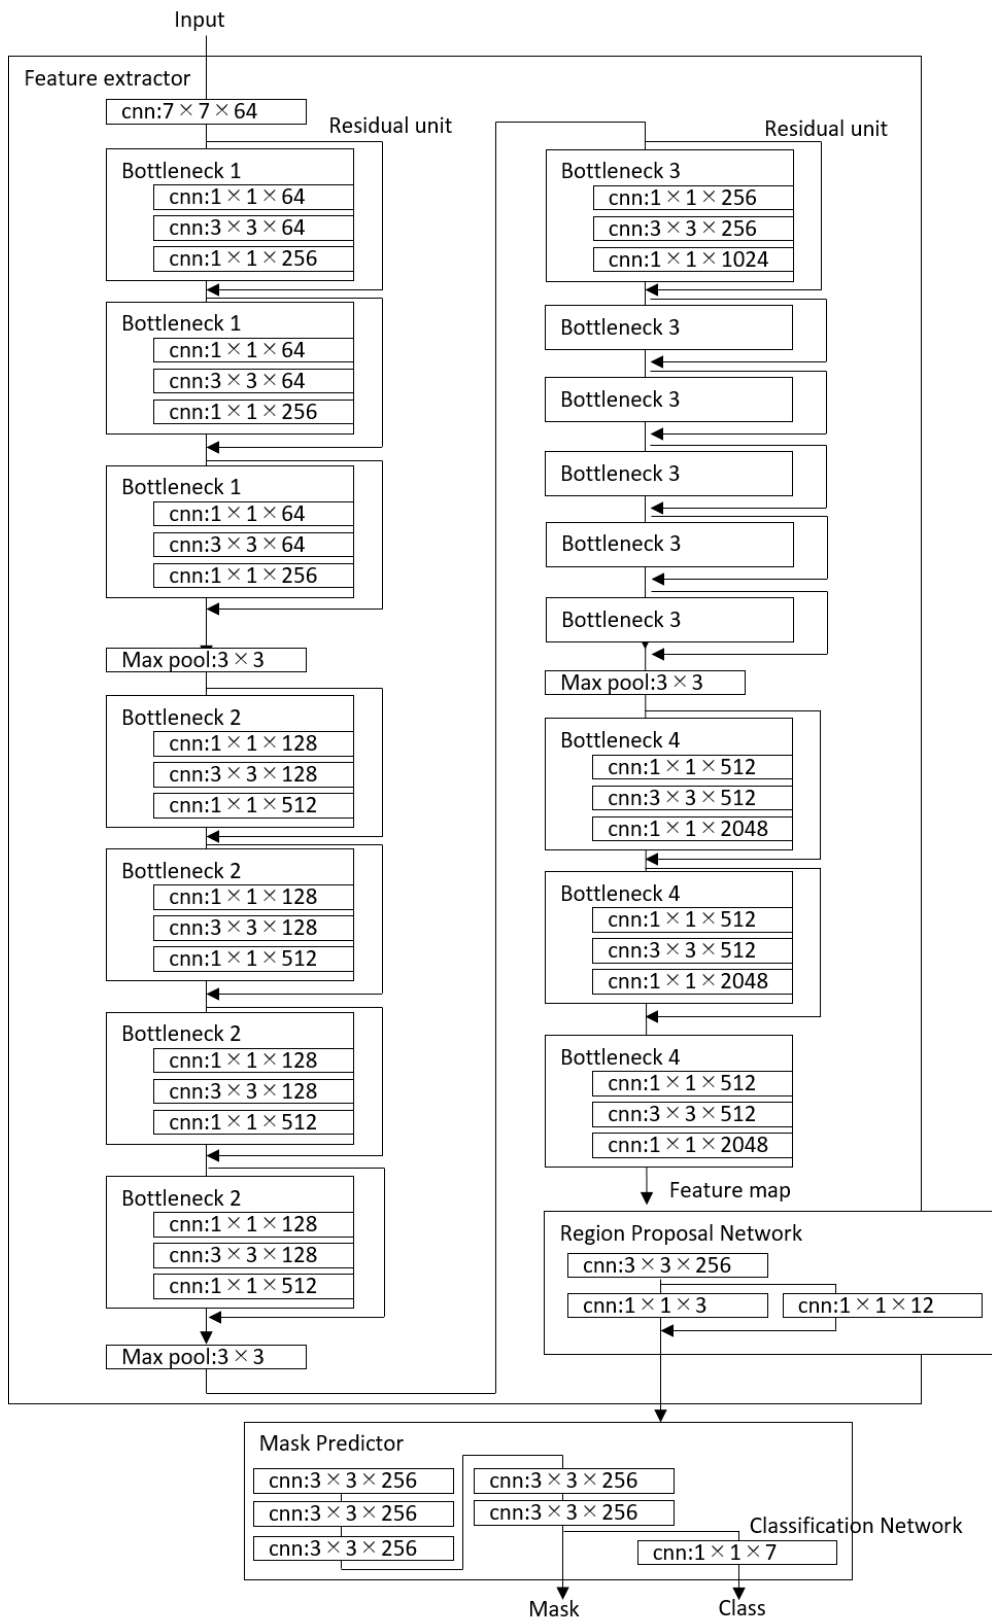 Input
Feature extractor
cnn:7×7×64
Residual unit
Bottleneck 1
cnn:1×1×64
cnn:3×3×64
cnn:1×1×256
Bottleneck 1
cnn:1×1×64
cnn:3×3×64
cnn:1×1×256
Bottleneck 1
cnn:1×1×64
cnn:3×3×64
cnn:1×1×256
Max pool:3×3
Bottleneck 2
cnn:1×1×128
cnn:3×3×128
cnn:1×1×512
Bottleneck 2
cnn:1×1×128
cnn:3×3×128
cnn:1×1×512
Bottleneck 2
cnn:1×1×128
cnn:3×3×128
cnn:1×1×512
Bottleneck 2
cnn:1×1×128
cnn:3×3×128
cnn:1×1×512
Max pool:3×3
Residual unit
Bottleneck 3
cnn:1×1×256
cnn:3×3×256
cnn:1×1×1024
Bottleneck 3
Bottleneck 3
Bottleneck 3
Bottleneck 3
Bottleneck 3
Max pool:3×3
Bottleneck 4
cnn:1×1×512
cnn:3×3×512
cnn:1×1×2048
Bottleneck 4
cnn:1×1×512
cnn:3×3×512
cnn:1×1×2048
Bottleneck 4
cnn:1×1×512
cnn:3×3×512
cnn:1×1×2048
Feature map
Region Proposal Network
cnn:3×3×256
cnn:1×1×3
cnn:1×1×12
Mask Predictor
cnn:3×3×256
cnn:3×3×256
cnn:3×3×256
cnn:3×3×256
cnn:3×3×256
Classification Network
cnn:1×1×7
Mask
Class